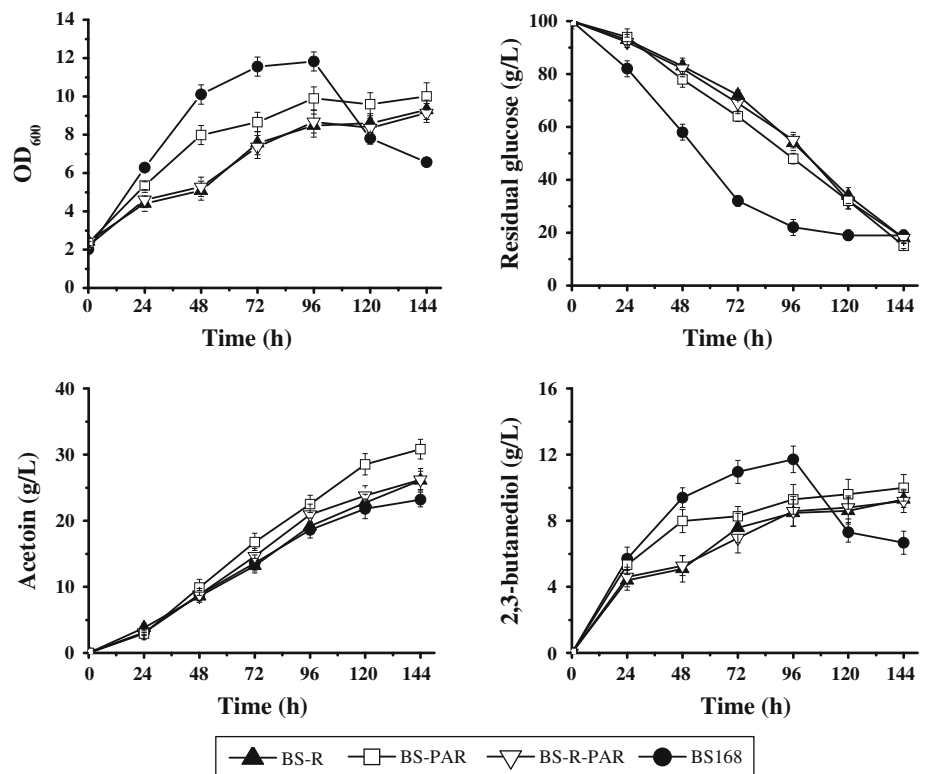 14
12
10
8
6
4
2
0
OD600
0 24 48 72 96 120 144
Time (h)
100
80
60
40
20
0
Residual glucose (g/L)
0 24 48 72 96 120 144
Time (h)
40
30
20
10
0
Acetoin (g/L)
0 24 48 72 96 120 144
Time (h)
16
12
8
4
0
2,3-butanediol (g/L)
0 24 48 72 96 120 144
Time (h)
BS-R BS-PAR BS-R-PAR BS168